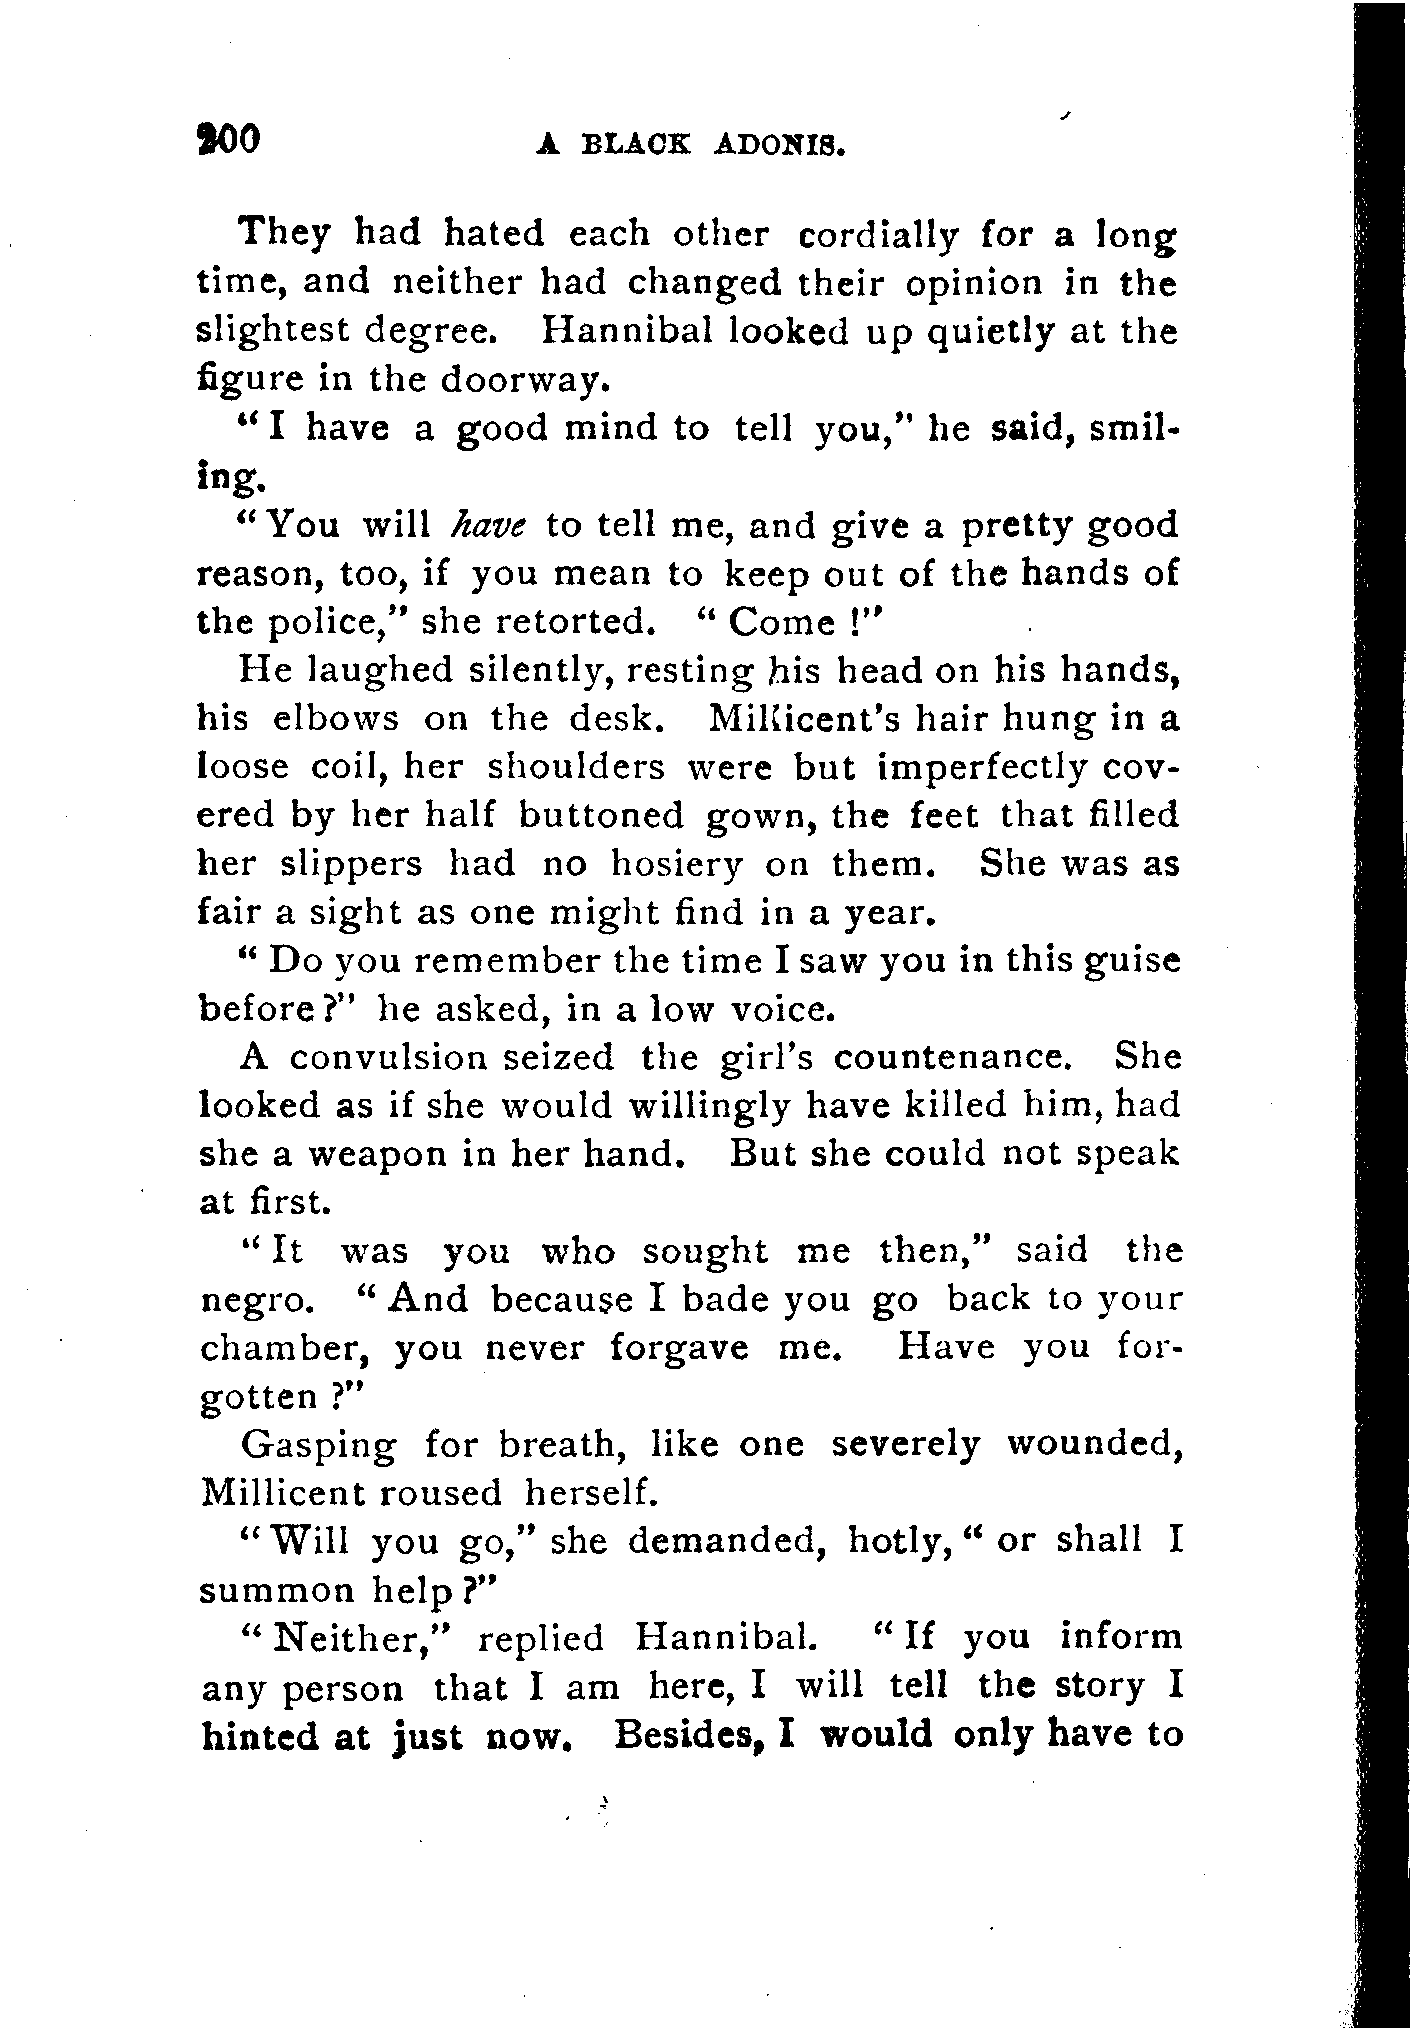 200 A BLACK ADONIS.
They had hated each other cordially for a long
time, and neither had changed their opinion in the
slightest degree. Hannibal looked up quietly at the
figure in the doorway.
"I have a good mind to tell you," he said, smil-
ing.
"You will have to tell me, and give a pretty good
reason, too, if you mean to keep out of the hands of
the police," she retorted. "Come!"
He laughed silently, resting his head on his hands,
his elbows on the desk. Millicent's hair hung in a
loose coil, her shoulders were but imperfectly cov-
ered by her half buttoned gown, the feet that filled
her slippers had no hosiery on them. She was as
fair a sight as one might find in a year.
"Do you remember the time I saw you in this guise
before?" he asked, in a low voice.
A convulsion seized the girl's countenance. She
looked as if she would willingly have killed him, had
she a weapon in her hand. But she could not speak
at first.
"It was you who sought me then," said the
negro. "And because I bade you go back to your
chamber, you never forgave me. Have you for-
gotten?"
Gasping for breath, like one severely wounded,
Millicent roused herself.
"Will you go," she demanded, hotly, "or shall I
summon help?"
"Neither," replied Hannibal. "If you inform
any person that I am here, I will tell the story I
hinted at just now. Besides, I would only have to